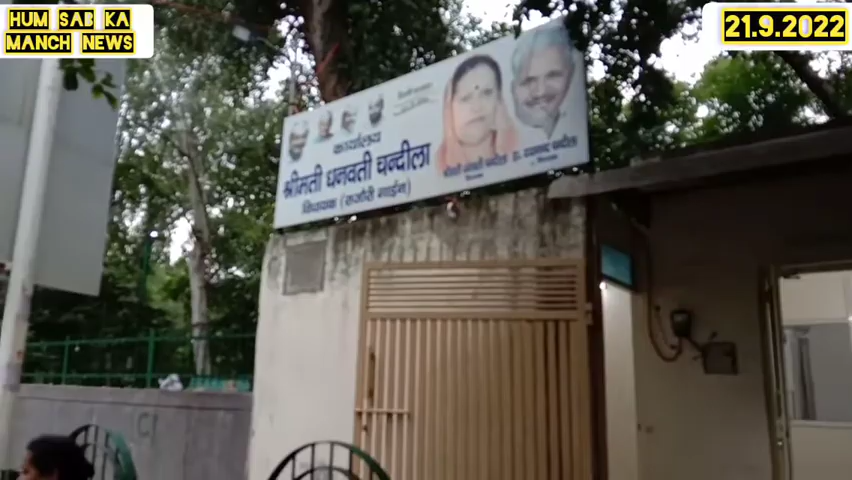 HUM SAB KA
MANCH NEWS
21.9.2022
कार्यालय
श्रीमती धनवती चन्दीला
विधायक (राजौरी गार्डन)